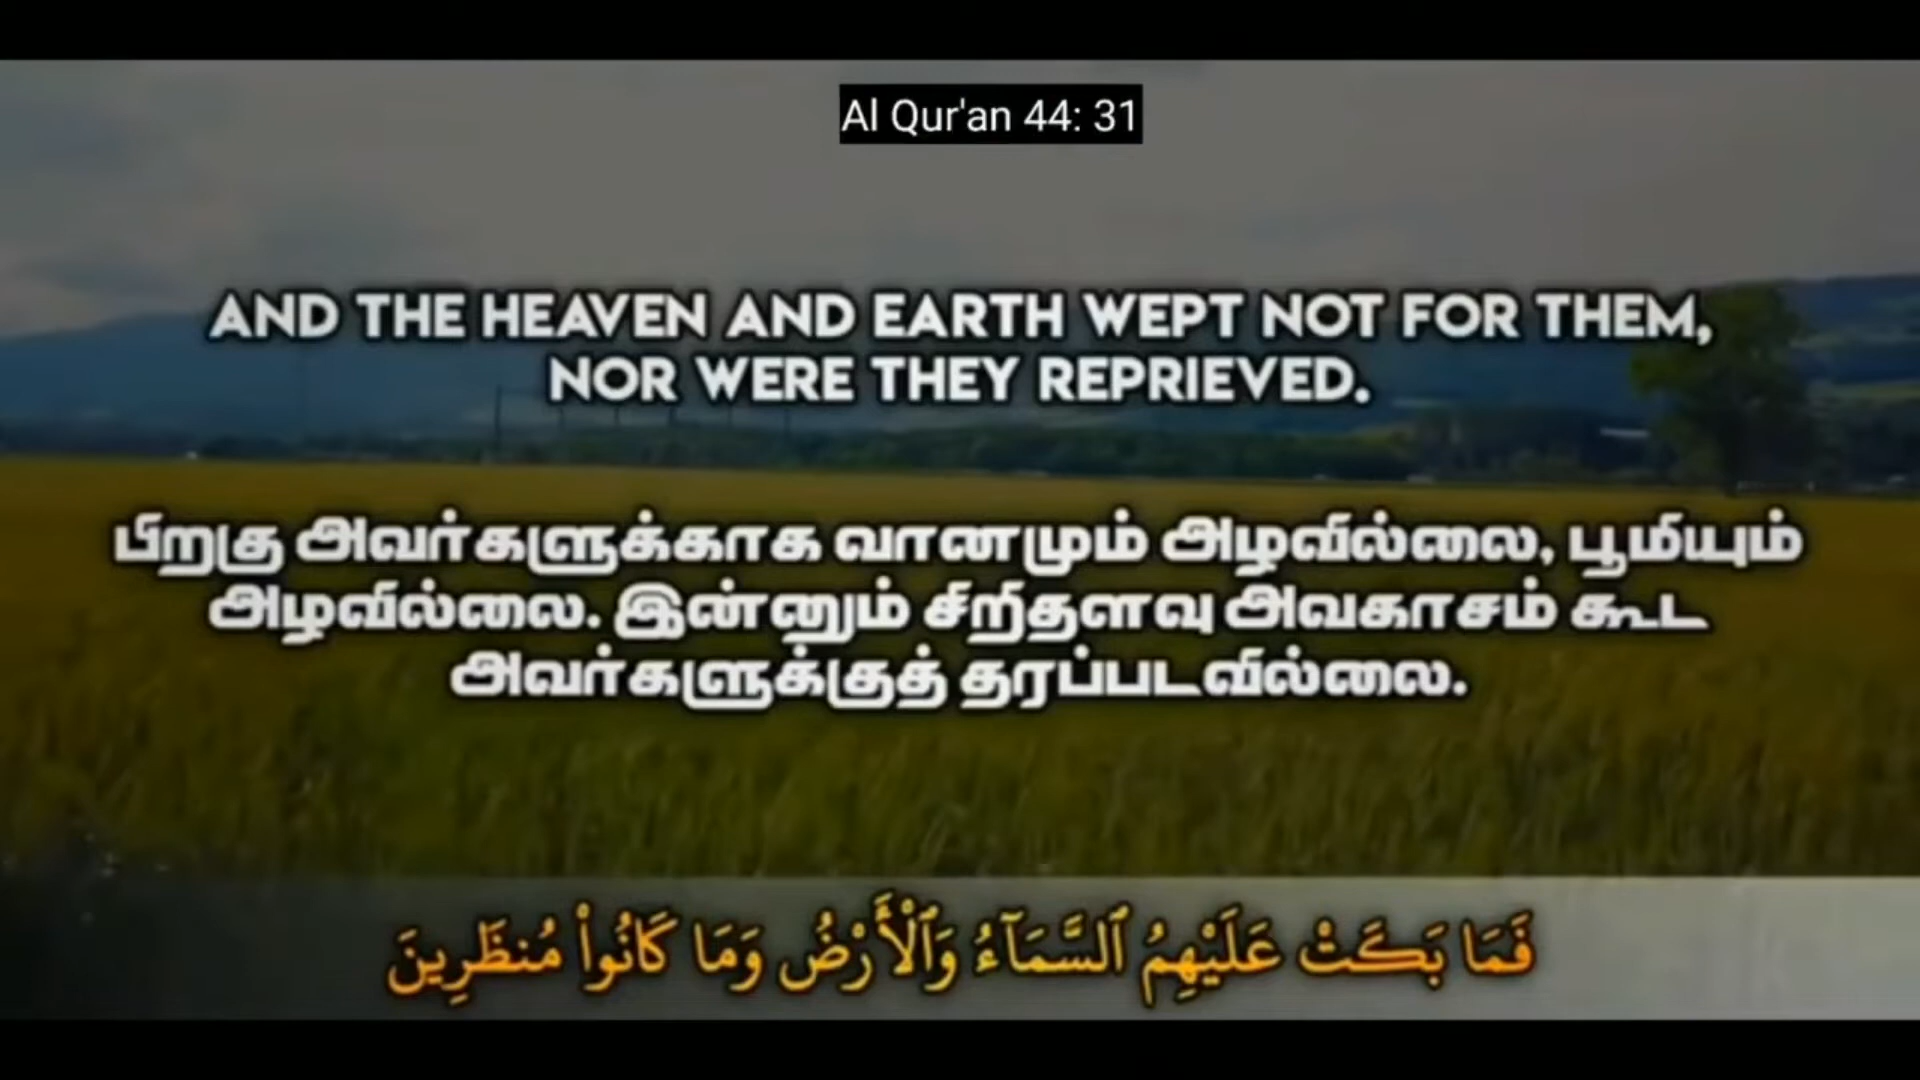 Al Qur'an 44: 31
AND THE HEAVEN AND EARTH WEPT NOT FOR THEM,
NOR WERE THEY REPRIEVED.
பிறகு அவர்களுக்காக வானமும் அழவில்லை, பூமியும்
அழவில்லை. இன்னும் சிறிதளவு அவகாசம் கூட
அவர்களுக்குத் தரப்படவில்லை.
فَمَا بَكَتْ عَلَيْهِمُ ٱلسَّمَآءُ وَٱلْأَرْضُ وَمَا كَانُوا۟ مُنظَرِينَ